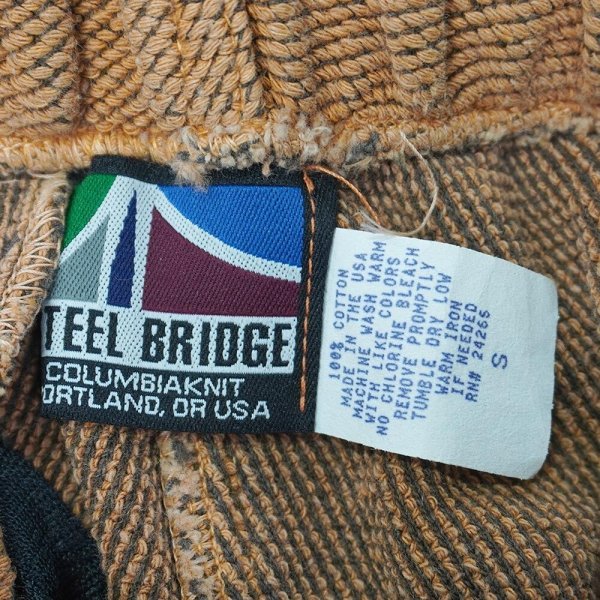 TEEL BRIDGE
COLUMBIAKNIT
ORTLAND, OR USA
100% COTTON
MADE IN THE USA
MACHINE WASH WARM
WITH LIKE COLORS
NO CHLORINE BLEACH
REMOVE PROMPTLY
TUMBLE DRY LOW
WARM IRON
IF NEEDED
RN# 24265
S